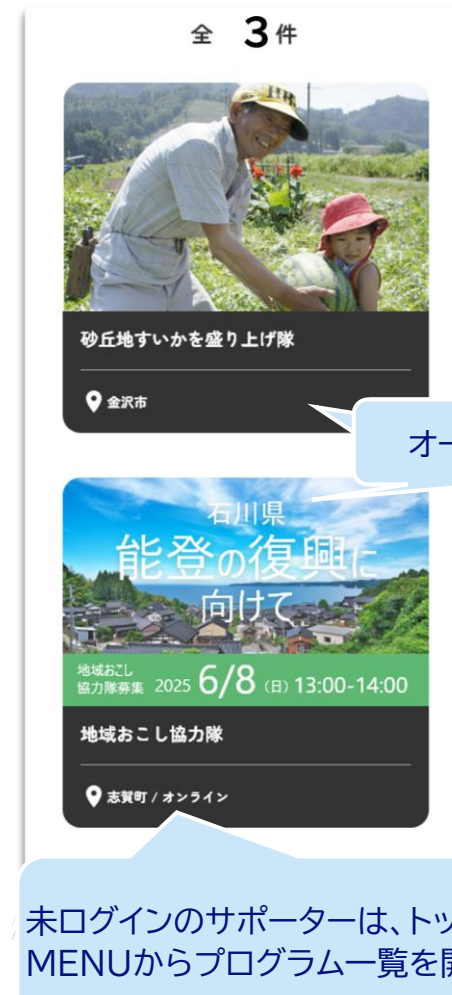 全 3件
砂丘地すいかを盛り上げ隊
金沢市
オー
石川県
能登の復興に
向けて
地域おこし
協力隊募集 2025 6/8 (日) 13:00-14:00
地域おこし協力隊
志賀町 / オンライン
未ログインのサポーターは、トッ
MENUからプログラム一覧を開